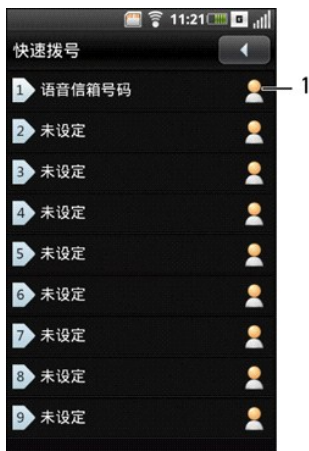 11:21
快速拨号
1 语音信箱号码 1
2 未设定
3 未设定
4 未设定
5 未设定
6 未设定
7 未设定
8 未设定
9 未设定